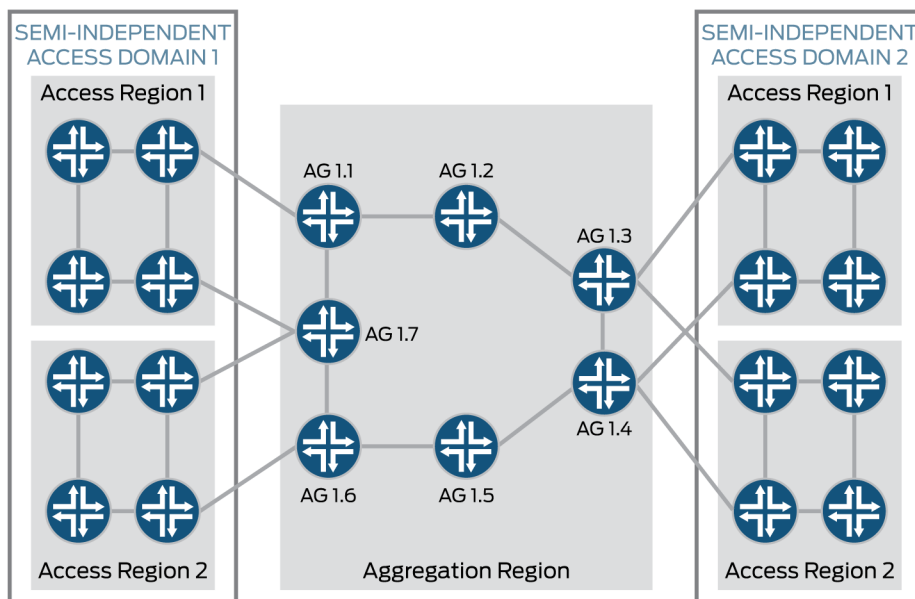 SEMI-INDEPENDENT
ACCESS DOMAIN 1
Access Region 1
Access Region 2
AG 1.1
AG 1.2
AG 1.3
AG 1.7
AG 1.4
AG 1.6
AG 1.5
Aggregation Region
SEMI-INDEPENDENT
ACCESS DOMAIN 2
Access Region 1
Access Region 2